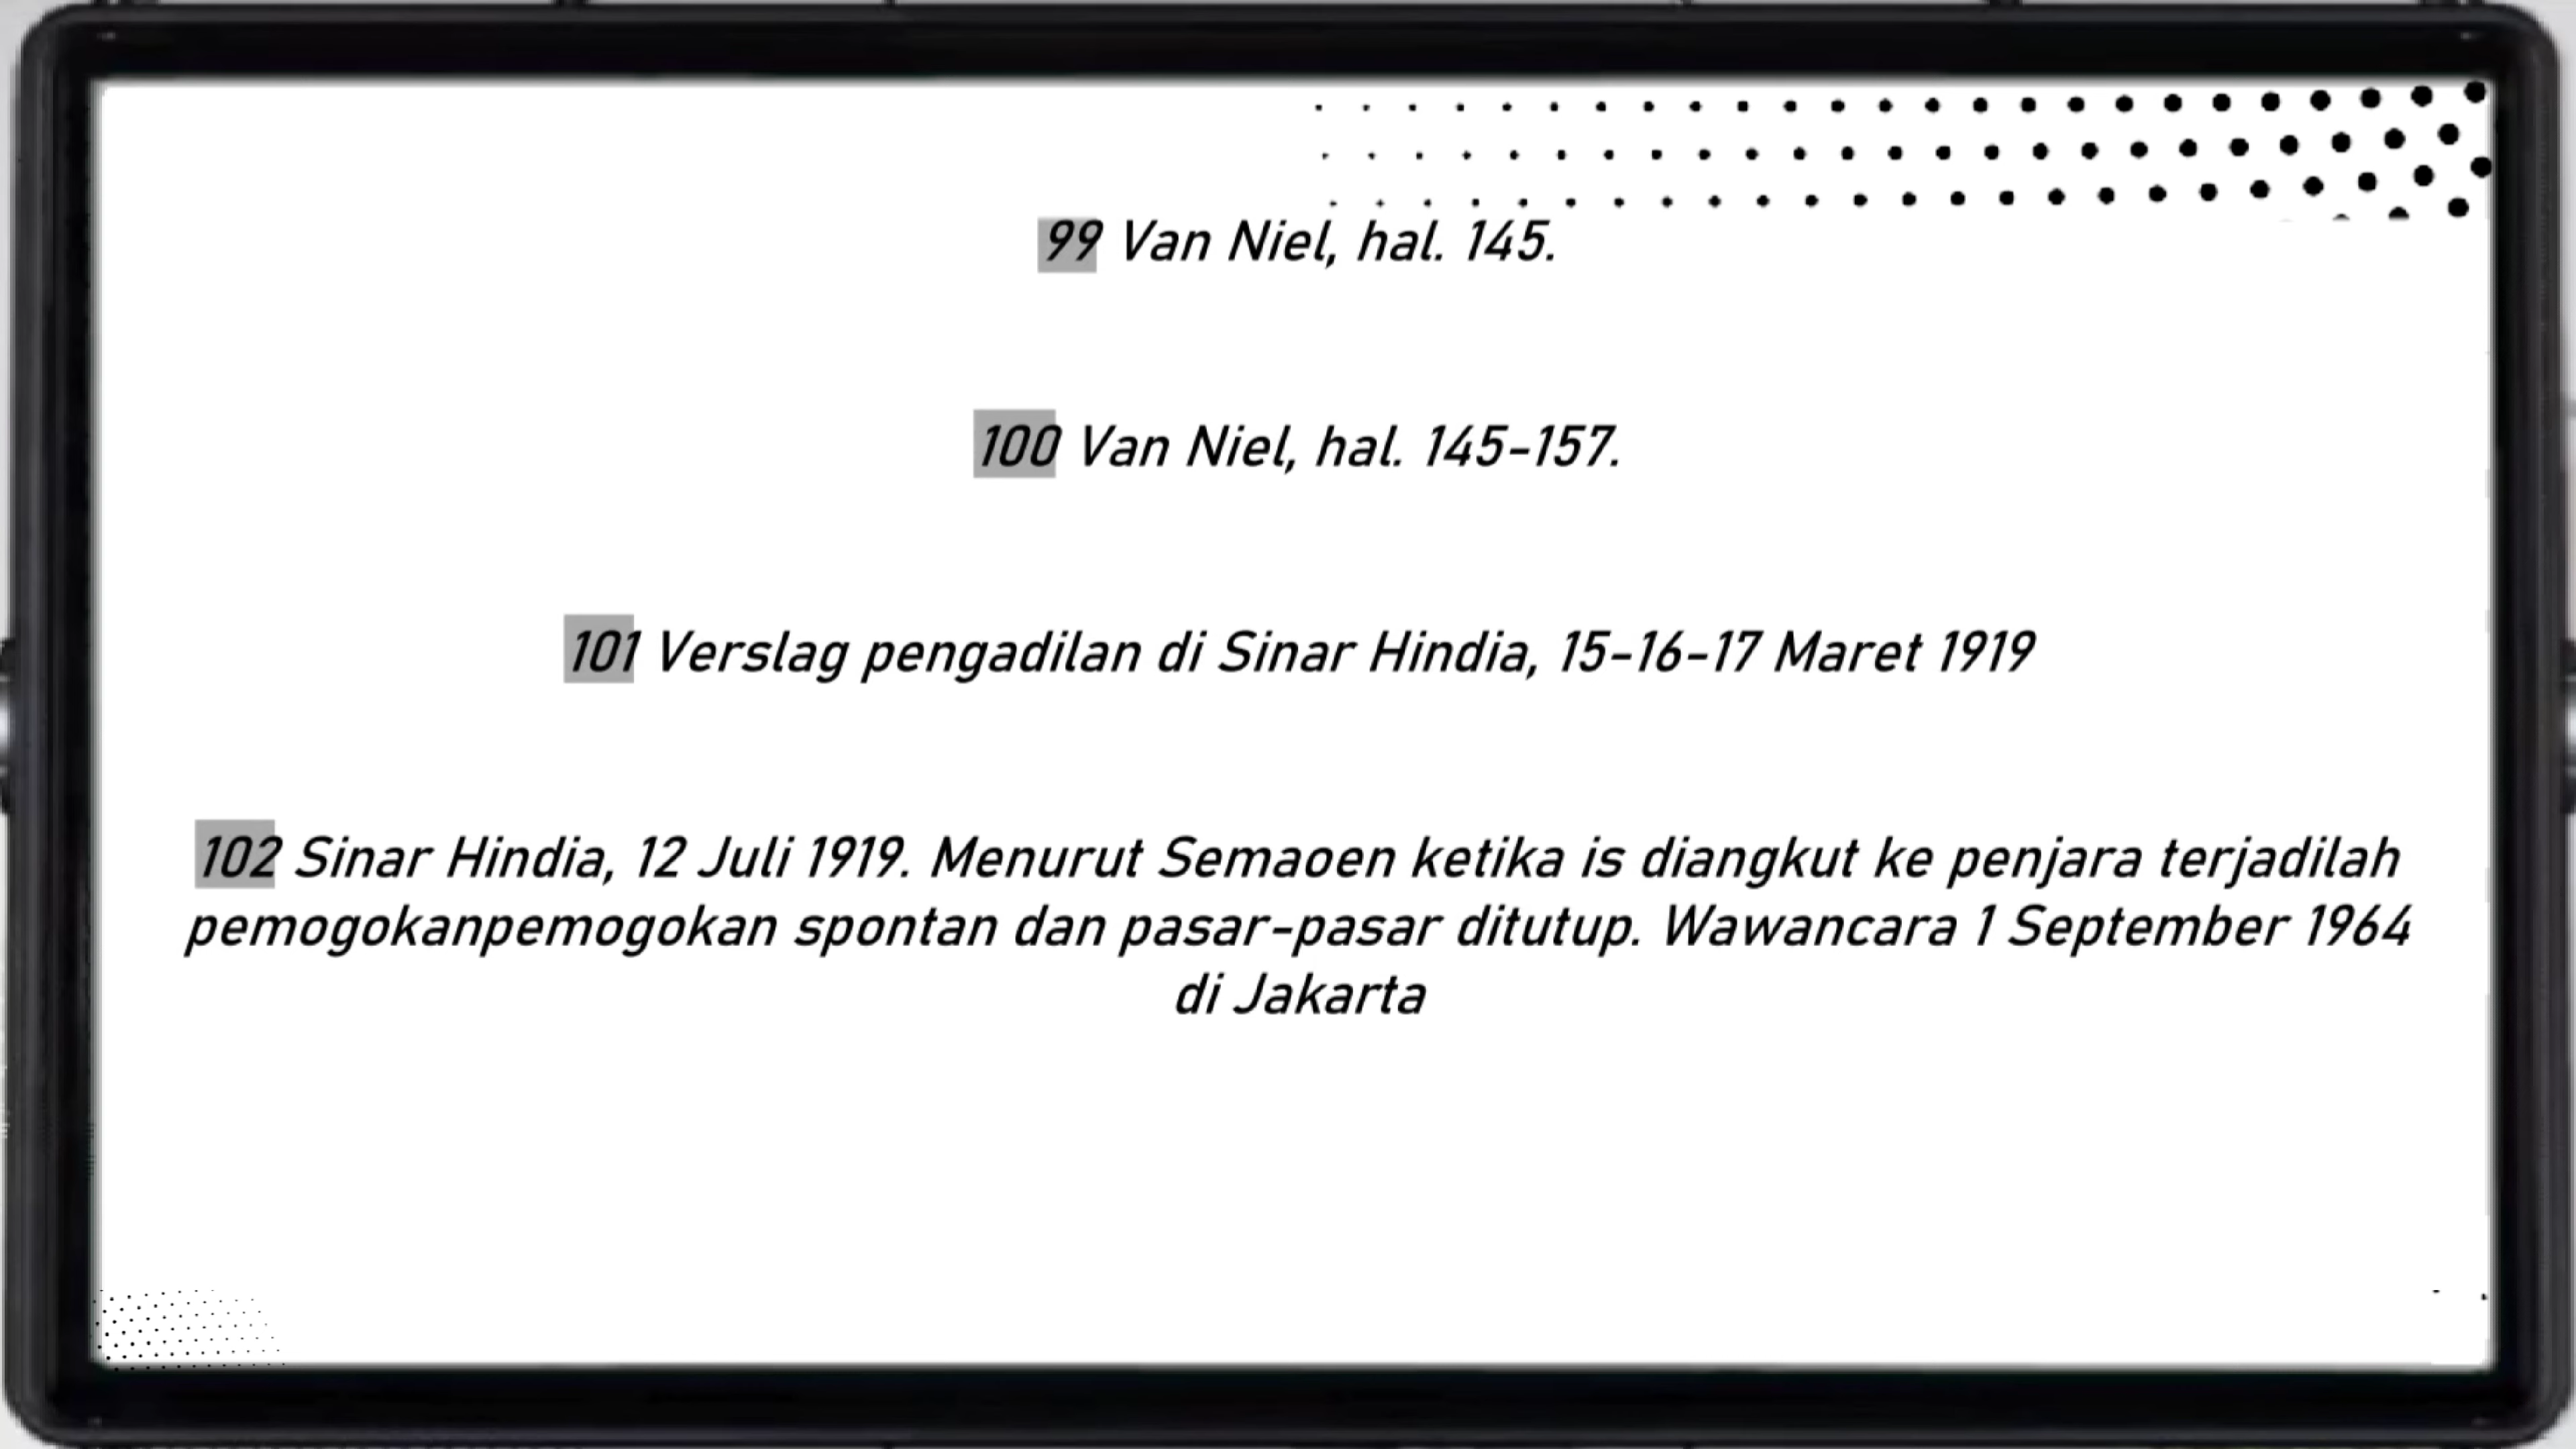 99 Van Niel, hal. 145.
100 Van Niel, hal. 145-157.
101 Verslag pengadilan di Sinar Hindia, 15-16-17 Maret 1919
102 Sinar Hindia, 12 Juli 1919. Menurut Semaoen ketika is diangkut ke penjara terjadilah
pemogokanpemogokan spontan dan pasar-pasar ditutup. Wawancara 1 September 1964
di Jakarta